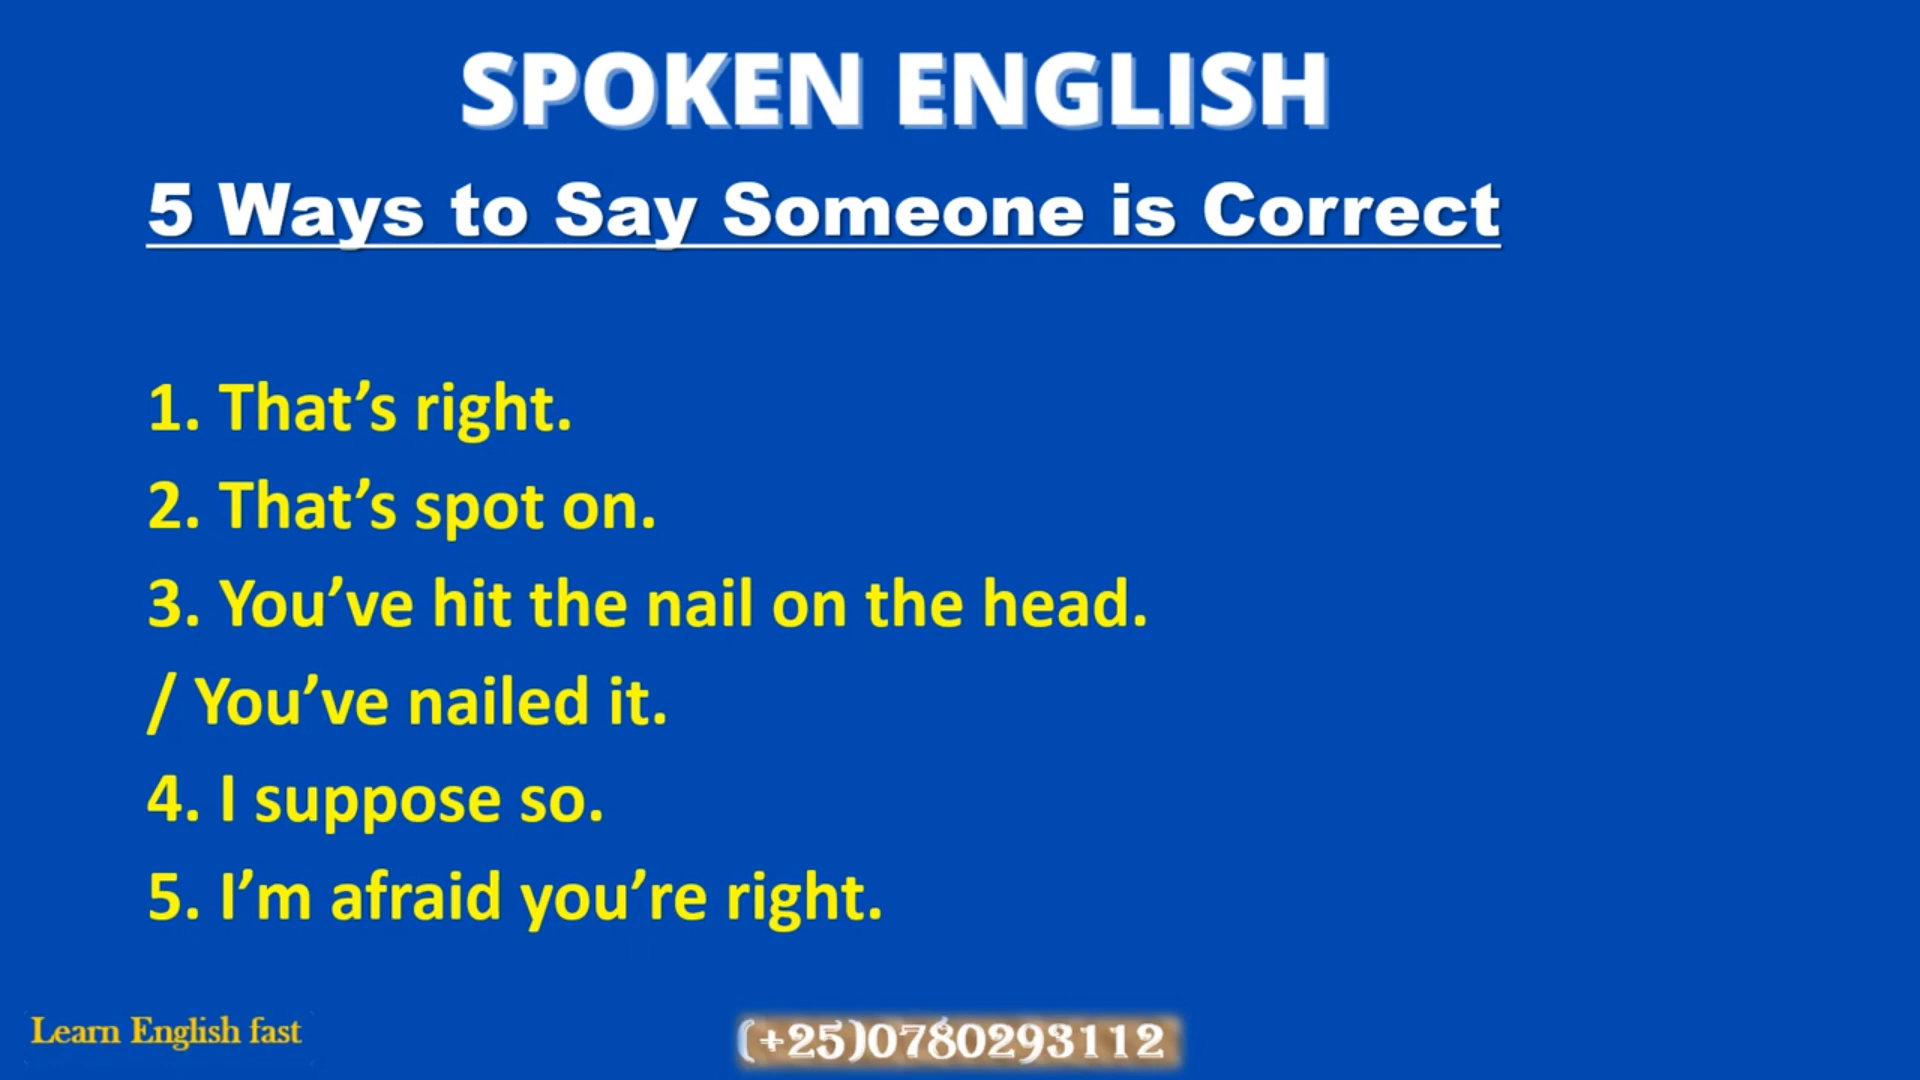 SPOKEN ENGLISH
5 Ways to Say Someone is Correct
1. That’s right.
2. That’s spot on.
3. You’ve hit the nail on the head.
/ You’ve nailed it.
4. I suppose so.
5. I’m afraid you’re right.
Learn English fast
(+25)0780293112